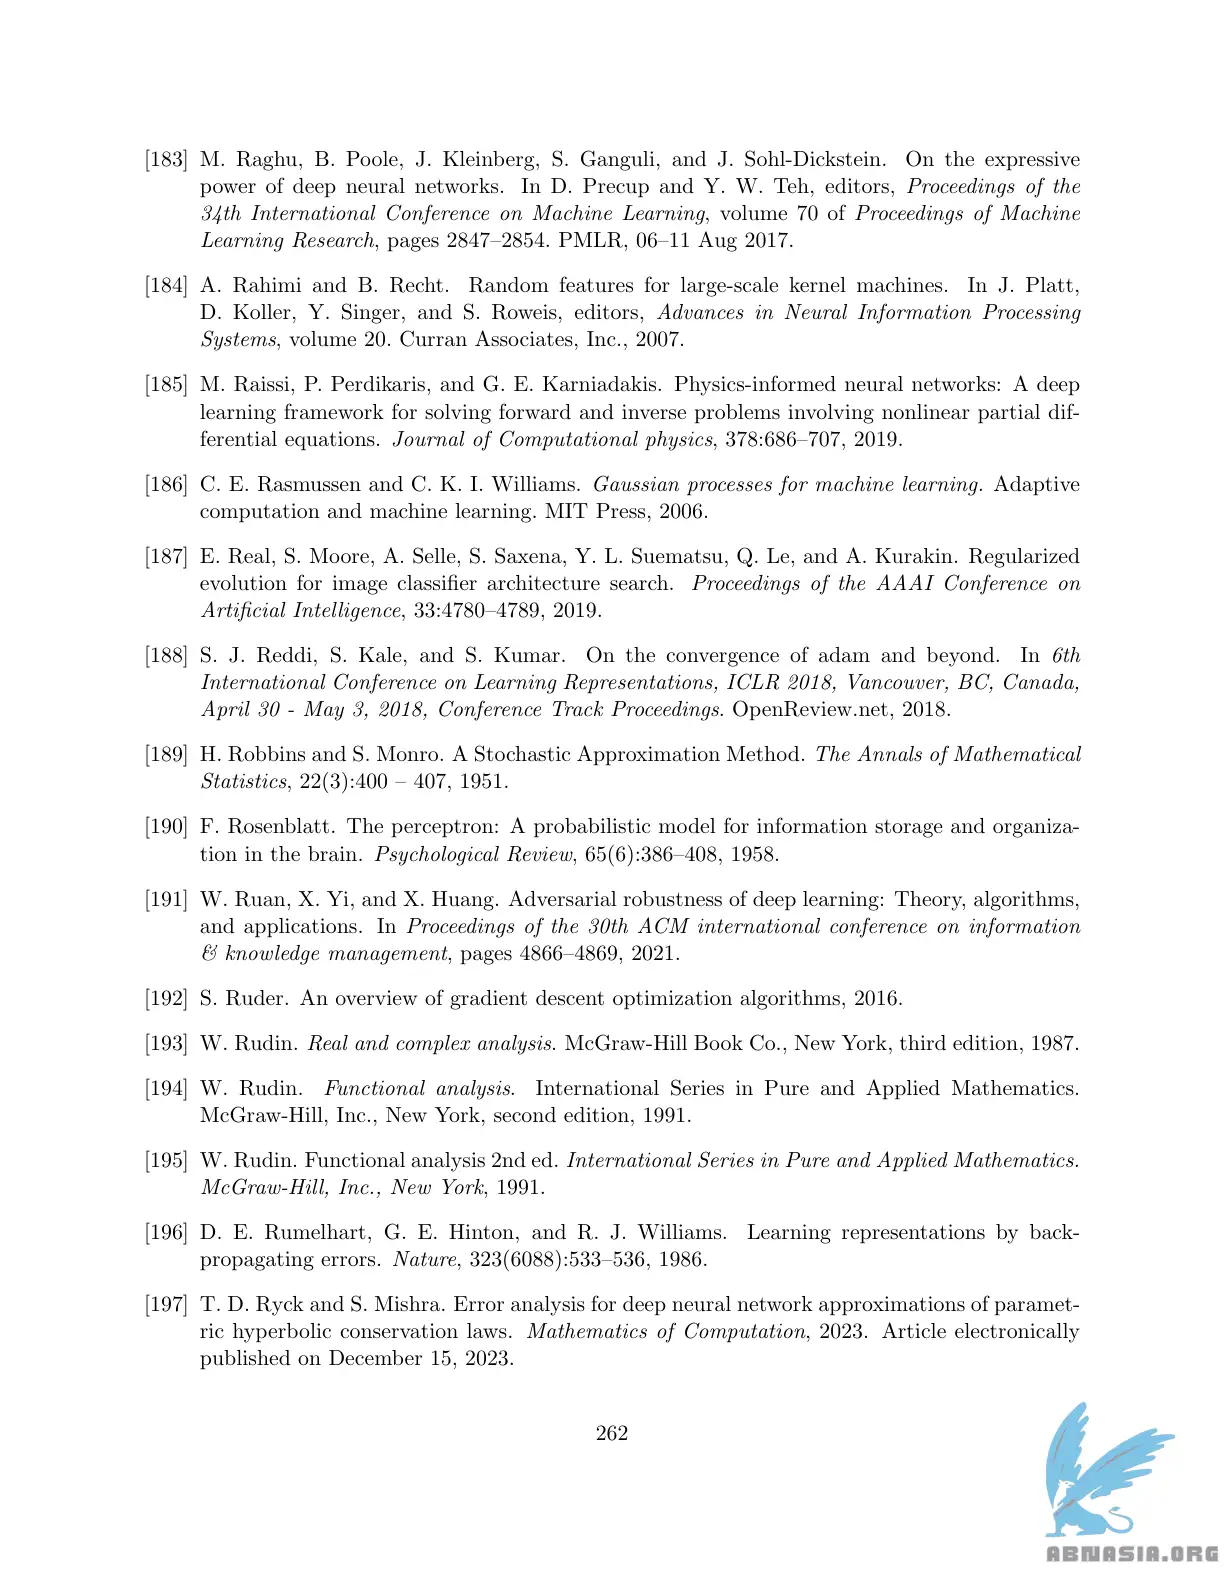 [183] M. Raghu, B. Poole, J. Kleinberg, S. Ganguli, and J. Sohl-Dickstein. On the expressive
power of deep neural networks. In D. Precup and Y. W. Teh, editors, Proceedings of the
34th International Conference on Machine Learning, volume 70 of Proceedings of Machine
Learning Research, pages 2847–2854. PMLR, 06–11 Aug 2017.
[184] A. Rahimi and B. Recht. Random features for large-scale kernel machines. In J. Platt,
D. Koller, Y. Singer, and S. Roweis, editors, Advances in Neural Information Processing
Systems, volume 20. Curran Associates, Inc., 2007.
[185] M. Raissi, P. Perdikaris, and G. E. Karniadakis. Physics-informed neural networks: A deep
learning framework for solving forward and inverse problems involving nonlinear partial dif-
ferential equations. Journal of Computational physics, 378:686–707, 2019.
[186] C. E. Rasmussen and C. K. I. Williams. Gaussian processes for machine learning. Adaptive
computation and machine learning. MIT Press, 2006.
[187] E. Real, S. Moore, A. Selle, S. Saxena, Y. L. Suematsu, Q. Le, and A. Kurakin. Regularized
evolution for image classifier architecture search. Proceedings of the AAAI Conference on
Artificial Intelligence, 33:4780–4789, 2019.
[188] S. J. Reddi, S. Kale, and S. Kumar. On the convergence of adam and beyond. In 6th
International Conference on Learning Representations, ICLR 2018, Vancouver, BC, Canada,
April 30 - May 3, 2018, Conference Track Proceedings. OpenReview.net, 2018.
[189] H. Robbins and S. Monro. A Stochastic Approximation Method. The Annals of Mathematical
Statistics, 22(3):400 – 407, 1951.
[190] F. Rosenblatt. The perceptron: A probabilistic model for information storage and organiza-
tion in the brain. Psychological Review, 65(6):386–408, 1958.
[191] W. Ruan, X. Yi, and X. Huang. Adversarial robustness of deep learning: Theory, algorithms,
and applications. In Proceedings of the 30th ACM international conference on information
& knowledge management, pages 4866–4869, 2021.
[192] S. Ruder. An overview of gradient descent optimization algorithms, 2016.
[193] W. Rudin. Real and complex analysis. McGraw-Hill Book Co., New York, third edition, 1987.
[194] W. Rudin. Functional analysis. International Series in Pure and Applied Mathematics.
McGraw-Hill, Inc., New York, second edition, 1991.
[195] W. Rudin. Functional analysis 2nd ed. International Series in Pure and Applied Mathematics.
McGraw-Hill, Inc., New York, 1991.
[196] D. E. Rumelhart, G. E. Hinton, and R. J. Williams. Learning representations by back-
propagating errors. Nature, 323(6088):533–536, 1986.
[197] T. D. Ryck and S. Mishra. Error analysis for deep neural network approximations of paramet-
ric hyperbolic conservation laws. Mathematics of Computation, 2023. Article electronically
published on December 15, 2023.
262
ABNASIA.ORG